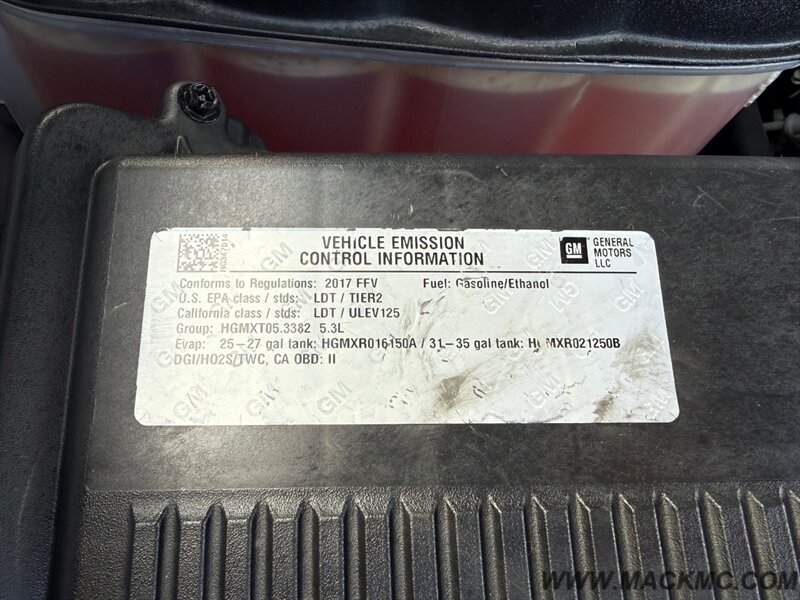 VEHICLE EMISSION
CONTROL INFORMATION
GM
GENERAL
MOTORS
LLC
Conforms to Regulations: 2017 FFV Fuel: Gasoline/Ethanol
U.S. EPA class / stds: LDT / TIER2
California class / stds: LDT / ULEV125
Group: HGMXT05.3382 5.3L
Evap: 25-27 gal tank: HGMXR016150A / 31-35 gal tank: HGMXR021250B
DGI/HO2S/TWC, CA OBD: II
WWW.MACKMC.COM